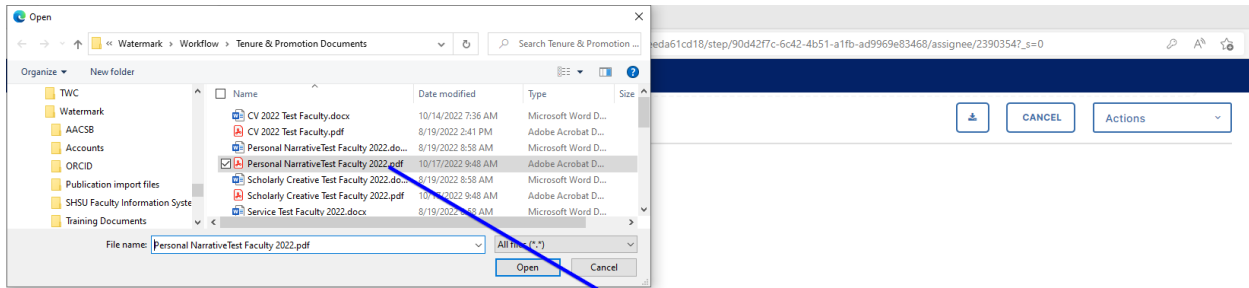 Open
« Watermark > Workflow > Tenure & Promotion Documents
Search Tenure & Promotion ...
eeda61cd18/step/90d42f7c-6c42-4b51-a1fb-ad9969e83468/assignee/2390354?_s=0
Organize New folder
TWC
Watermark
AACSB
Accounts
ORCID
Publication import files
SHSU Faculty Information Syste
Training Documents
Name Date modified Type Size
CV 2022 Test Faculty.docx 10/14/2022 7:36 AM Microsoft Word D...
CV 2022 Test Faculty.pdf 8/19/2022 2:41 PM Adobe Acrobat D...
Personal NarrativeTest Faculty 2022.do... 8/19/2022 8:58 AM Microsoft Word D...
Personal NarrativeTest Faculty 2022.pdf 10/17/2022 9:48 AM Adobe Acrobat D...
Scholarly Creative Test Faculty 2022.do... 8/19/2022 8:58 AM Microsoft Word D...
Scholarly Creative Test Faculty 2022.pdf 10/17/2022 9:48 AM Adobe Acrobat D...
Service Test Faculty 2022.docx 8/19/2022 8:58 AM Microsoft Word D...
File name: Personal NarrativeTest Faculty 2022.pdf All files (*.*)
Open Cancel
CANCEL Actions